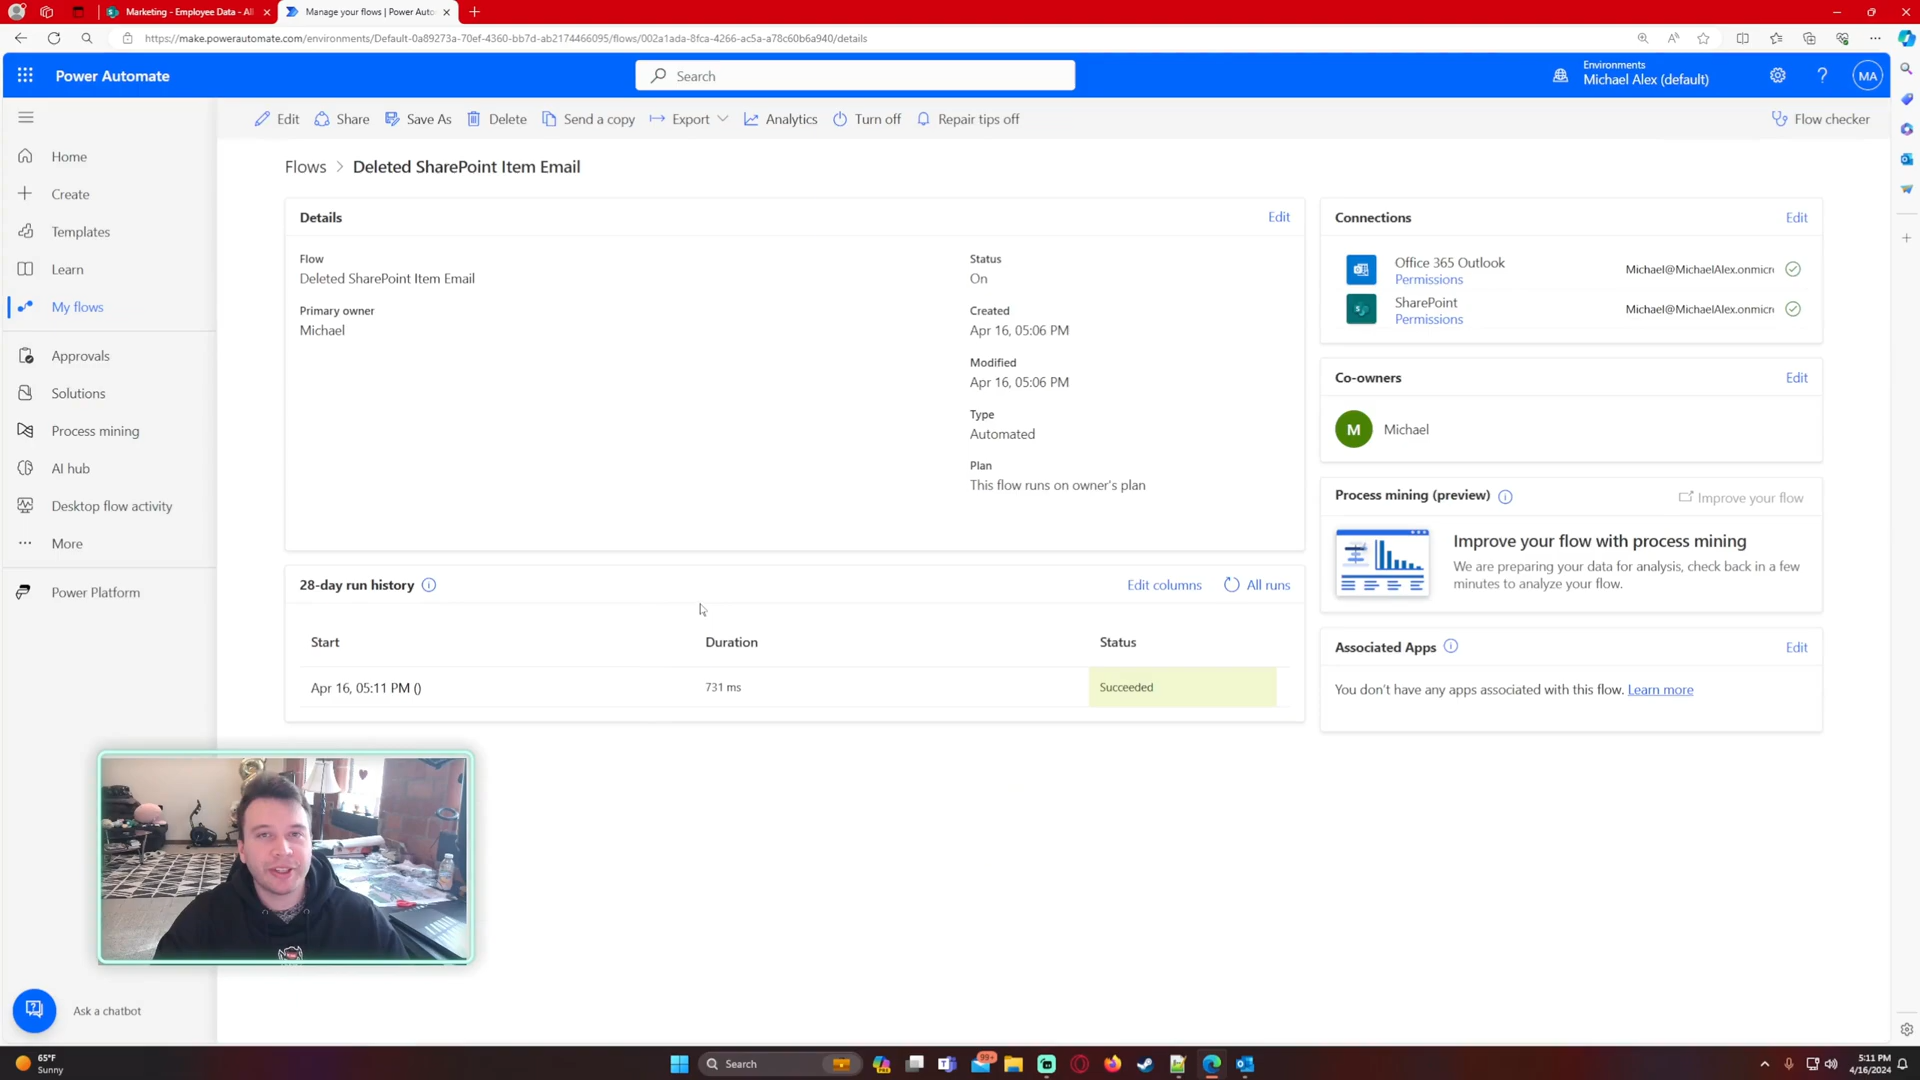 Marketing - Employee Data - All
Manage your flows | Power Auto
https://make.powerautomate.com/environments/Default-0a89273a-70ef-4360-bb7d-ab2174466095/flows/002a1ada-8fca-4266-ac5a-a78c60b6a940/details
Power Automate
Search
Environments
Michael Alex (default)
MA
Edit
Share
Save As
Delete
Send a copy
Export
Analytics
Turn off
Repair tips off
Flow checker
Home
Create
Templates
Learn
My flows
Approvals
Solutions
Process mining
AI hub
Desktop flow activity
More
Power Platform
Ask a chatbot
Flows > Deleted SharePoint Item Email
Details
Edit
Flow
Deleted SharePoint Item Email
Primary owner
Michael
Status
On
Created
Apr 16, 05:06 PM
Modified
Apr 16, 05:06 PM
Type
Automated
Plan
This flow runs on owner's plan
28-day run history
Edit columns
All runs
Start
Duration
Status
Apr 16, 05:11 PM ()
731 ms
Succeeded
Connections
Edit
Office 365 Outlook
Permissions
Michael@MichaelAlex.onmicr
SharePoint
Permissions
Michael@MichaelAlex.onmicr
Co-owners
Edit
M
Michael
Process mining (preview)
Improve your flow
Improve your flow with process mining
We are preparing your data for analysis, check back in a few
minutes to analyze your flow.
Associated Apps
Edit
You don't have any apps associated with this flow. Learn more
65°F
Sunny
Search
99+
5:11 PM
4/16/2024